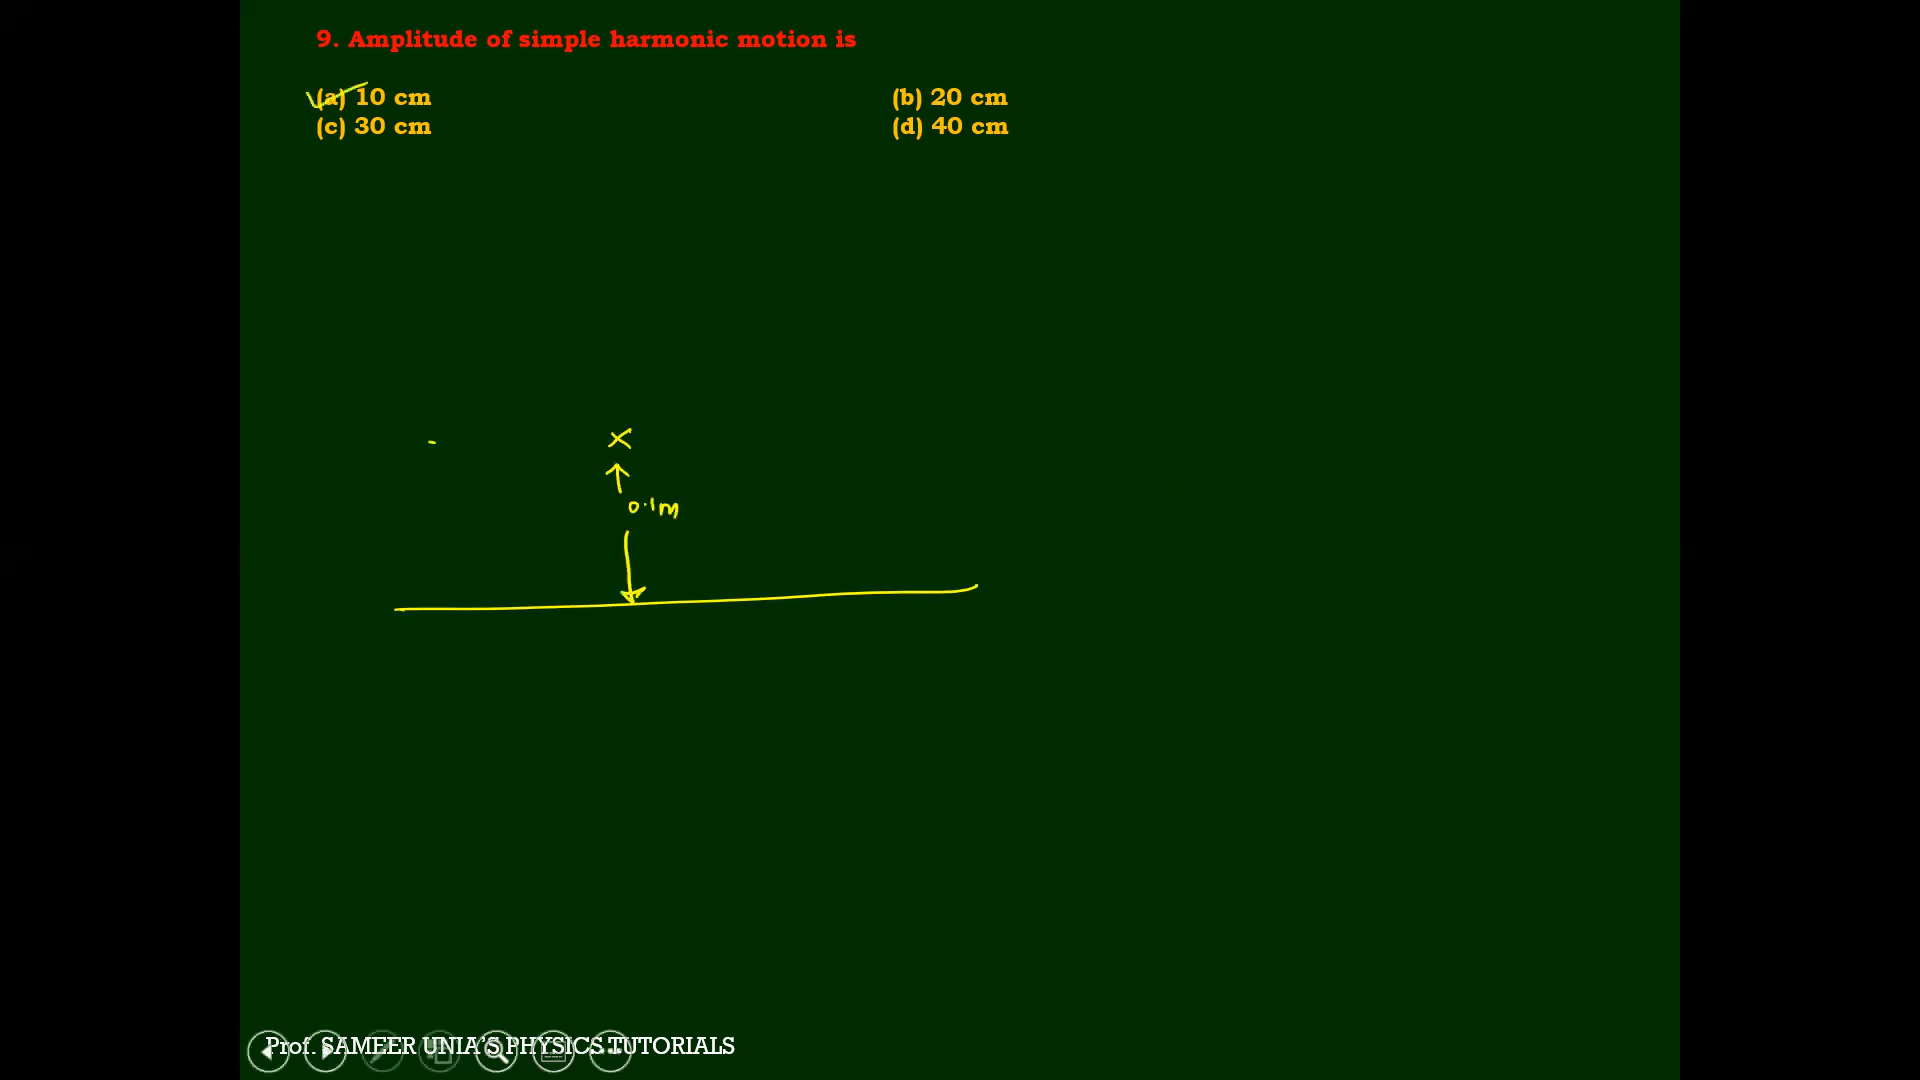 9. Amplitude of simple harmonic motion is
(a) 10 cm (b) 20 cm
(c) 30 cm (d) 40 cm
x
0.1m
Prof. SAMEER UNIA'S PHYSICS TUTORIALS